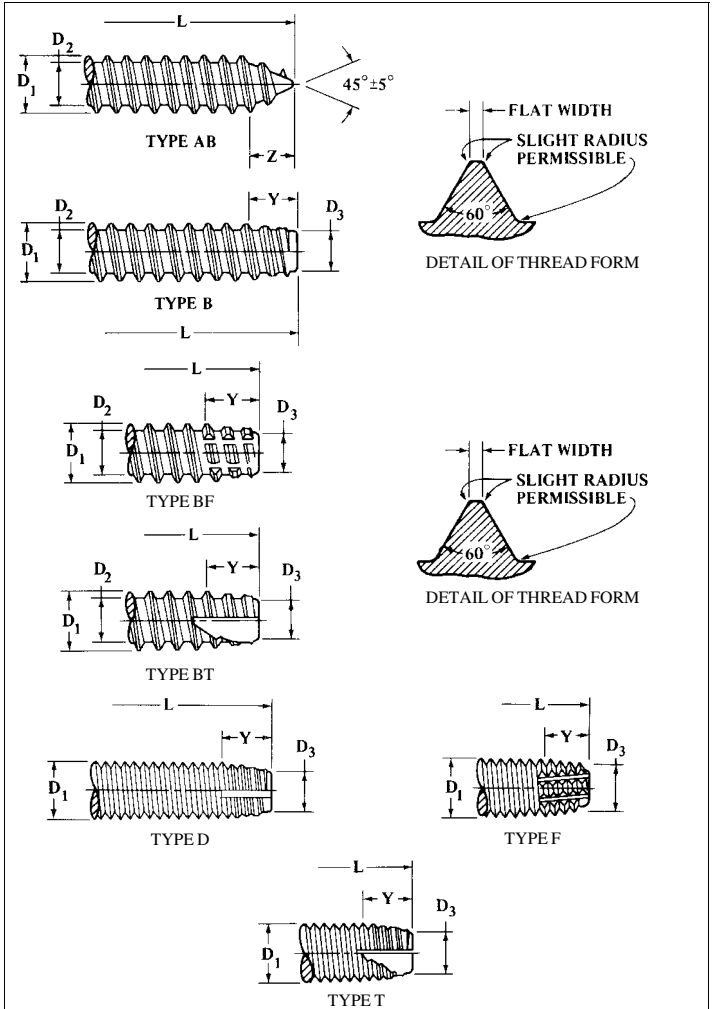 L
D2
D1
45°±5°
TYPE AB
Z
FLAT WIDTH
SLIGHT RADIUS
PERMISSIBLE
60°
DETAIL OF THREAD FORM
Y
D2
D3
D1
TYPE B
L
L
Y
D2
D3
D1
TYPE BF
FLAT WIDTH
SLIGHT RADIUS
PERMISSIBLE
60°
DETAIL OF THREAD FORM
L
Y
D2
D3
D1
TYPE BT
L
Y
D3
D1
TYPE D
L
Y
D3
D1
TYPE F
L
Y
D3
D1
TYPE T